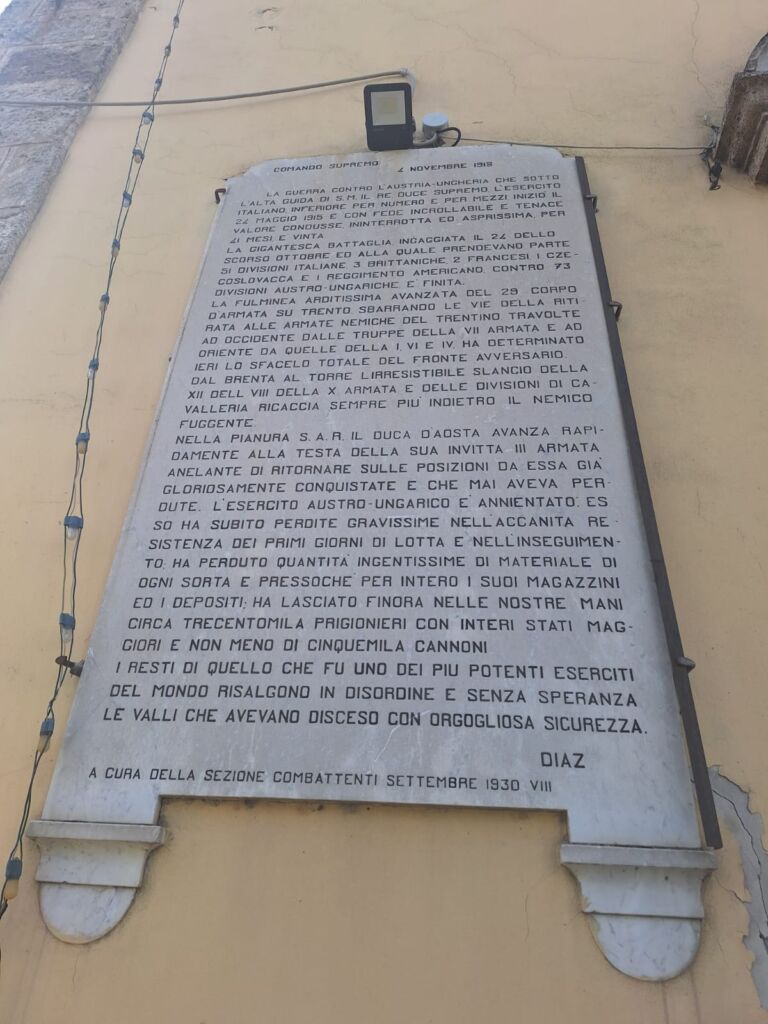 COMANDO SUPREMO 4 NOVEMBRE 1918
LA GUERRA CONTRO L'AUSTRIA-UNGHERIA CHE SOTTO
L'ALTA GUIDA DI S.M. IL RE DUCE SUPREMO L'ESERCITO
ITALIANO, INFERIORE PER NUMERO E PER MEZZI INIZIÒ IL
24 MAGGIO 1915 E CON FEDE INCROLLABILE E TENACE
VALORE CONDUSSE, ININTERROTTA ED ASPRISSIMA, PER
41 MESI E' VINTA.
LA GIGANTESCA BATTAGLIA, INGAGGIATA IL 24 DELLO
SCORSO OTTOBRE ED ALLA QUALE PRENDEVANO PARTE
51 DIVISIONI ITALIANE, 3 BRITTANICHE, 2 FRANCESI, 1 CZE-
COSLOVACCA E 1 REGGIMENTO AMERICANO, CONTRO 73
DIVISIONI AUSTRO-UNGARICHE, E' FINITA.
LA FULMINEA ARDITISSIMA AVANZATA DEL 29 CORPO
D'ARMATA SU TRENTO, SBARRANDO LE VIE DELLA RITI-
RATA ALLE ARMATE NEMICHE DEL TRENTINO, TRAVOLTE
AD OCCIDENTE DALLE TRUPPE DELLA VII ARMATA E AD
ORIENTE DA QUELLE DELLA I, VI E IV, HA DETERMINATO
IERI LO SFACELO TOTALE DEL FRONTE AVVERSARIO.
DAL BRENTA AL TORRE L'IRRESISTIBILE SLANCIO DELLA
XII DELL VIII DELLA X ARMATA E DELLE DIVISIONI DI CA-
VALLERIA RICACCIA SEMPRE PIU' INDIETRO IL NEMICO
FUGGENTE.
NELLA PIANURA S.A.R. IL DUCA D'AOSTA AVANZA RAPI-
DAMENTE ALLA TESTA DELLA SUA INVITTA III ARMATA
ANELANTE DI RITORNARE SULLE POSIZIONI DA ESSA GIA'
GLORIOSAMENTE CONQUISTATE E CHE MAI AVEVA PER-
DUTE. L'ESERCITO AUSTRO-UNGARICO E' ANNIENTATO: ES
SO HA SUBITO PERDITE GRAVISSIME NELL'ACCANITA RE-
SISTENZA DEI PRIMI GIORNI DI LOTTA E NELL'INSEGUIMEN-
TO; HA PERDUTO QUANTITA' INGENTISSIME DI MATERIALE DI
OGNI SORTA E PRESSOCHE' PER INTERO I SUOI MAGAZZINI
ED I DEPOSITI; HA LASCIATO FINORA NELLE NOSTRE MANI
CIRCA TRECENTOMILA PRIGIONIERI CON INTERI STATI MAG-
GIORI E NON MENO DI CINQUEMILA CANNONI
I RESTI DI QUELLO CHE FU UNO DEI PIU POTENTI ESERCITI
DEL MONDO RISALGONO IN DISORDINE E SENZA SPERANZA
LE VALLI CHE AVEVANO DISCESO CON ORGOGLIOSA SICUREZZA.
DIAZ
A CURA DELLA SEZIONE COMBATTENTI SETTEMBRE 1930 VIII